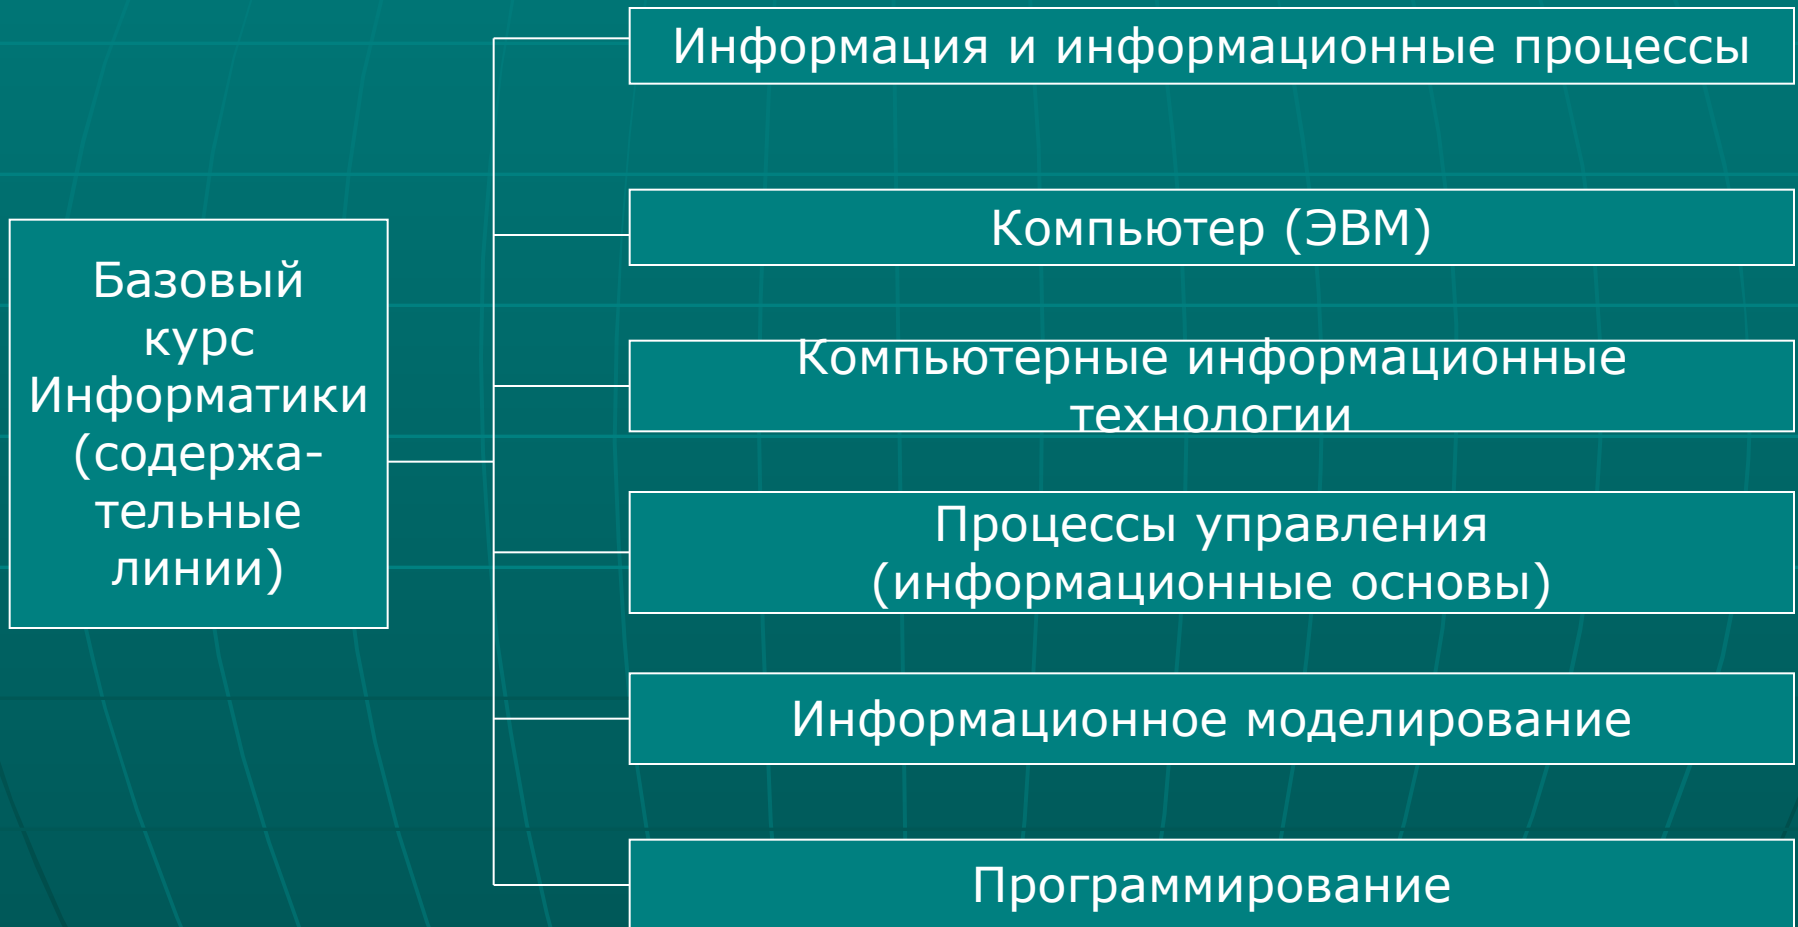 Базовый
курс
Информатики
(содержа-
тельные
линии)
Информация и информационные процессы
Компьютер (ЭВМ)
Компьютерные информационные
технологии
Процессы управления
(информационные основы)
Информационное моделирование
Программирование